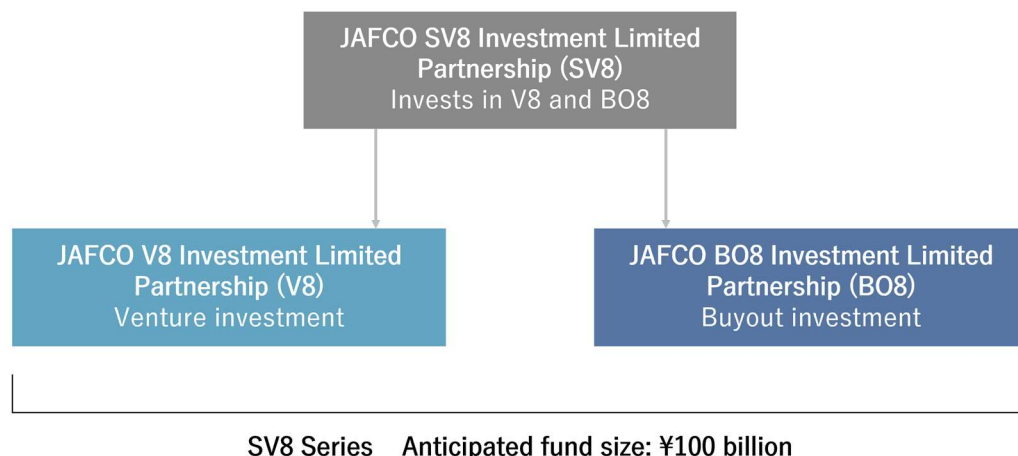 JAFCO SV8 Investment Limited
Partnership (SV8)
Invests in V8 and BO8
JAFCO V8 Investment Limited
Partnership (V8)
Venture investment
JAFCO BO8 Investment Limited
Partnership (BO8)
Buyout investment
SV8 Series Anticipated fund size: ¥100 billion